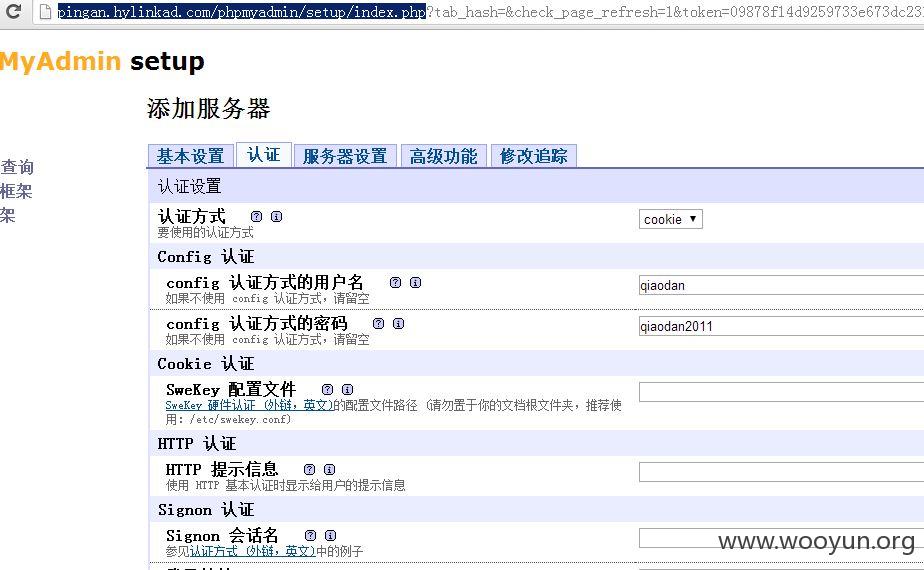 pingan.hylinkad.com/phpmyadmin/setup/index.php?tab_hash=&check_page_refresh=1&token=09878f14d9259733e673dc23
MyAdmin setup
添加服务器
基本设置 认证 服务器设置 高级功能 修改追踪
查询
框架
架
认证设置
认证方式
要使用的认证方式
cookie
Config 认证
config 认证方式的用户名
如果不使用 config 认证方式，请留空
qiaodan
config 认证方式的密码
如果不使用 config 认证方式，请留空
qiaodan2011
Cookie 认证
SweKey 配置文件
SweKey 硬件认证 (外链，英文)的配置文件路径 (请勿置于你的文档根文件夹，推荐使
用：/etc/swekey.conf)
HTTP 认证
HTTP 提示信息
使用 HTTP 基本认证时显示给用户的提示信息
Signon 认证
Signon 会话名
参见认证方式 (外链，英文)中的例子
www.wooyun.org